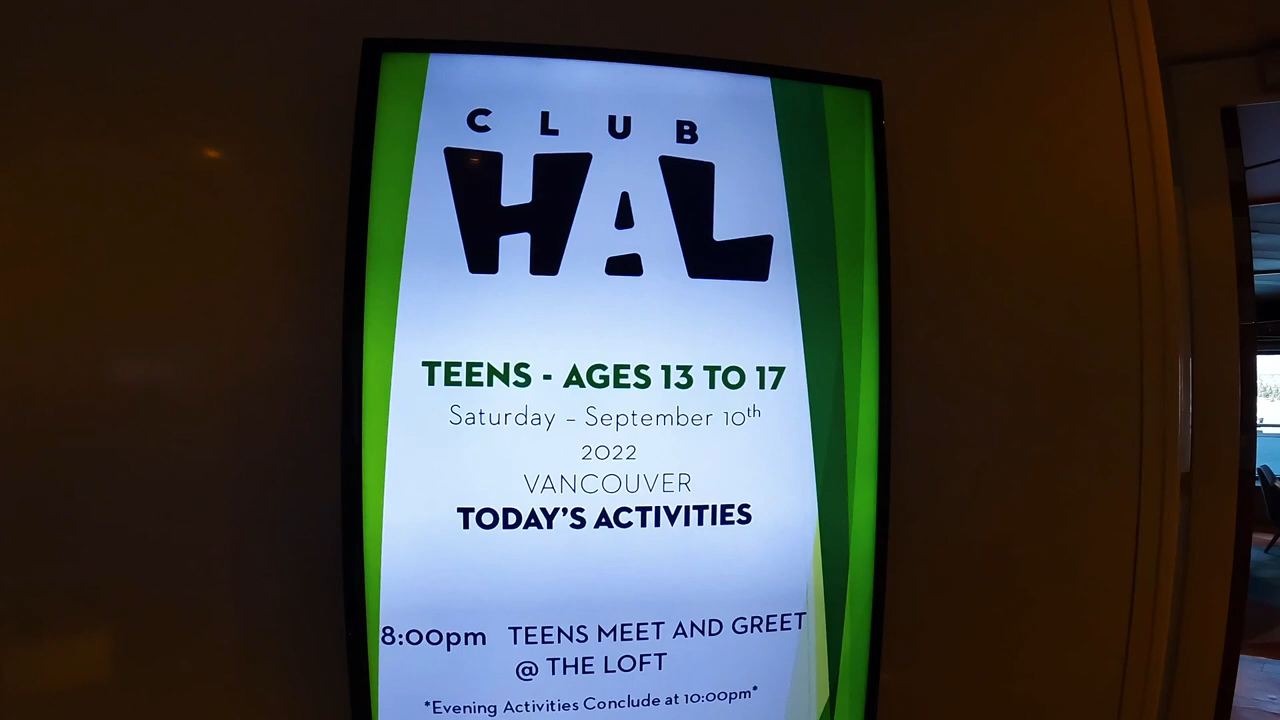 CLUB
HAL
TEENS - AGES 13 TO 17
Saturday – September 10th
2022
VANCOUVER
TODAY'S ACTIVITIES
8:00pm TEENS MEET AND GREET
@ THE LOFT
*Evening Activities Conclude at 10:00pm*